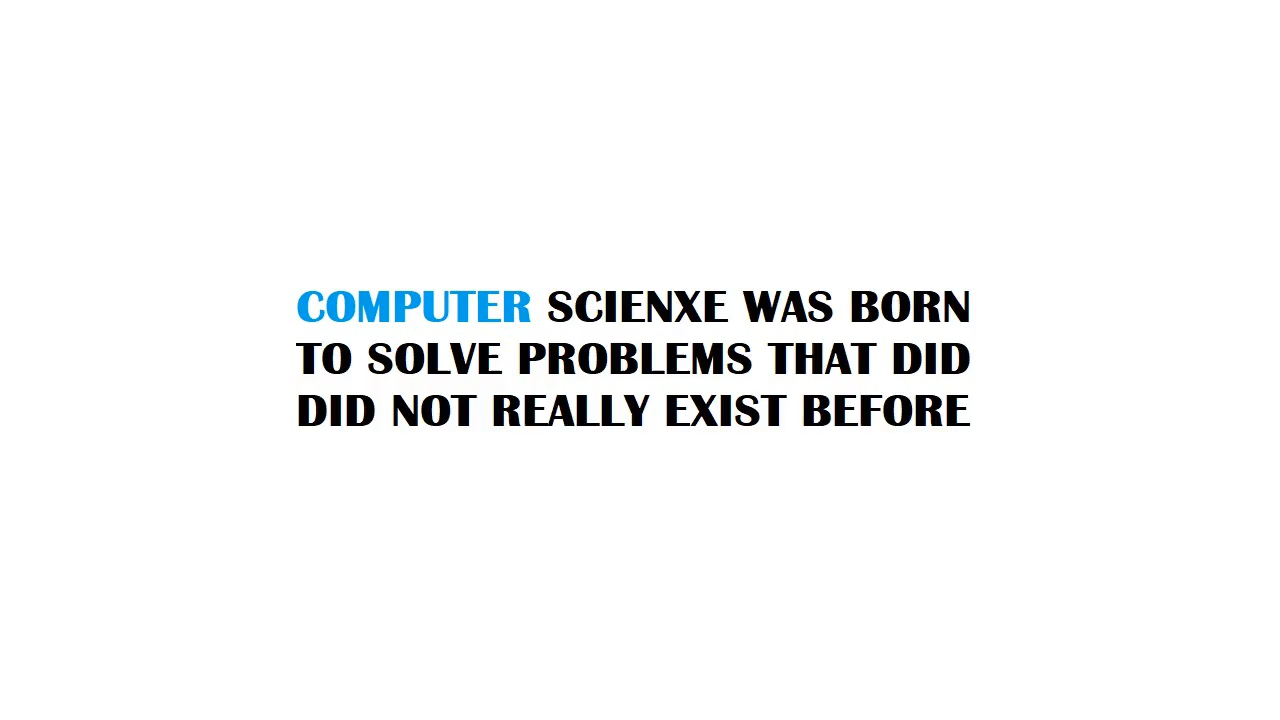 COMPUTER SCIENXE WAS BORN
TO SOLVE PROBLEMS THAT DID
DID NOT REALLY EXIST BEFORE